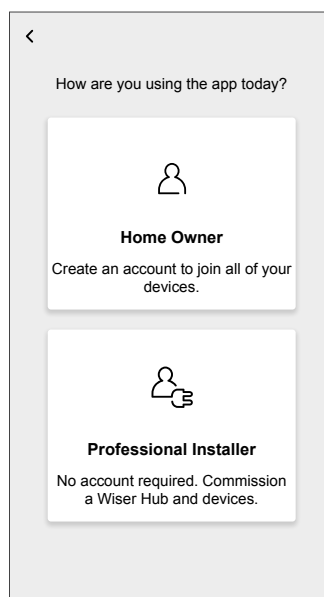 How are you using the app today?
Home Owner
Create an account to join all of your
devices.
Professional Installer
No account required. Commission
a Wiser Hub and devices.